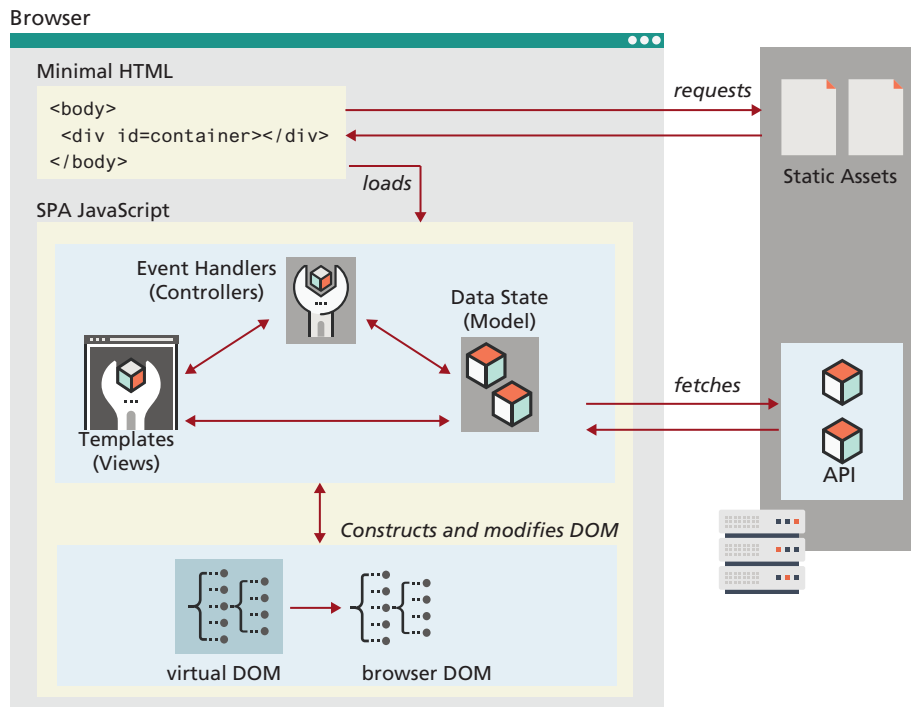 Browser
Minimal HTML
<body>
<div id=container></div>
</body>
requests
Static Assets
loads
SPA JavaScript
Event Handlers
(Controllers)
Data State
(Model)
Templates
(Views)
fetches
API
Constructs and modifies DOM
virtual DOM
browser DOM